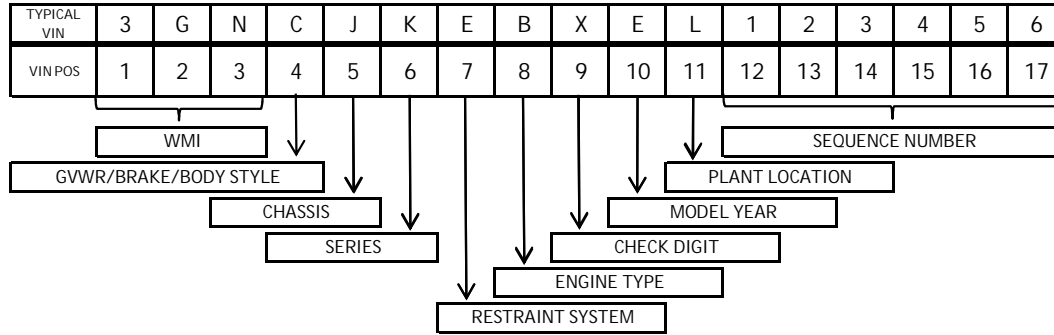 TYPICAL VIN 3 G N C J K E B X E L 1 2 3 4 5 6
VIN POS 1 2 3 4 5 6 7 8 9 10 11 12 13 14 15 16 17
WMI SEQUENCE NUMBER
GVWR/BRAKE/BODY STYLE PLANT LOCATION
CHASSIS MODEL YEAR
SERIES CHECK DIGIT
ENGINE TYPE
RESTRAINT SYSTEM